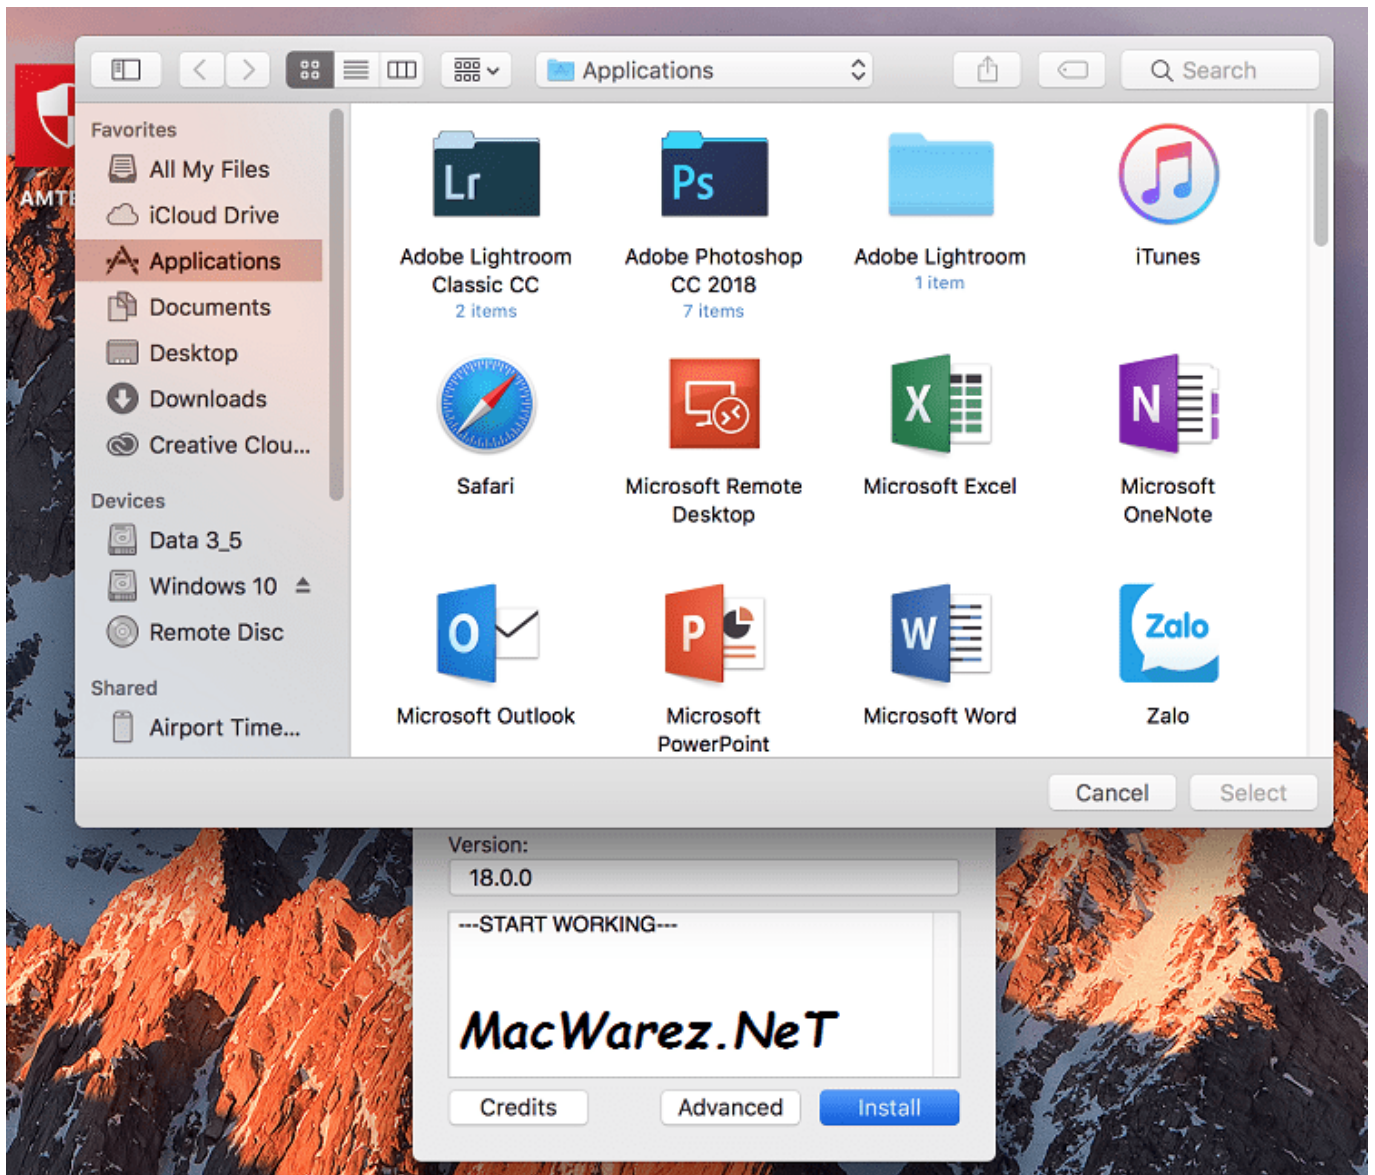 Applications
Search
Favorites
All My Files
iCloud Drive
Applications
Documents
Desktop
Downloads
Creative Clou...
Devices
Data 3_5
Windows 10
Remote Disc
Shared
Airport Time...
Lr
Ps
Adobe Lightroom
Classic CC
2 items
Adobe Photoshop
CC 2018
7 items
Adobe Lightroom
1 item
iTunes
Safari
Microsoft Remote
Desktop
X
Microsoft Excel
N
Microsoft
OneNote
O
Microsoft Outlook
P
Microsoft
PowerPoint
W
Microsoft Word
Zalo
Zalo
Cancel
Select
AMTE
Version:
18.0.0
---START WORKING---
MacWarez.NeT
Credits
Advanced
Install